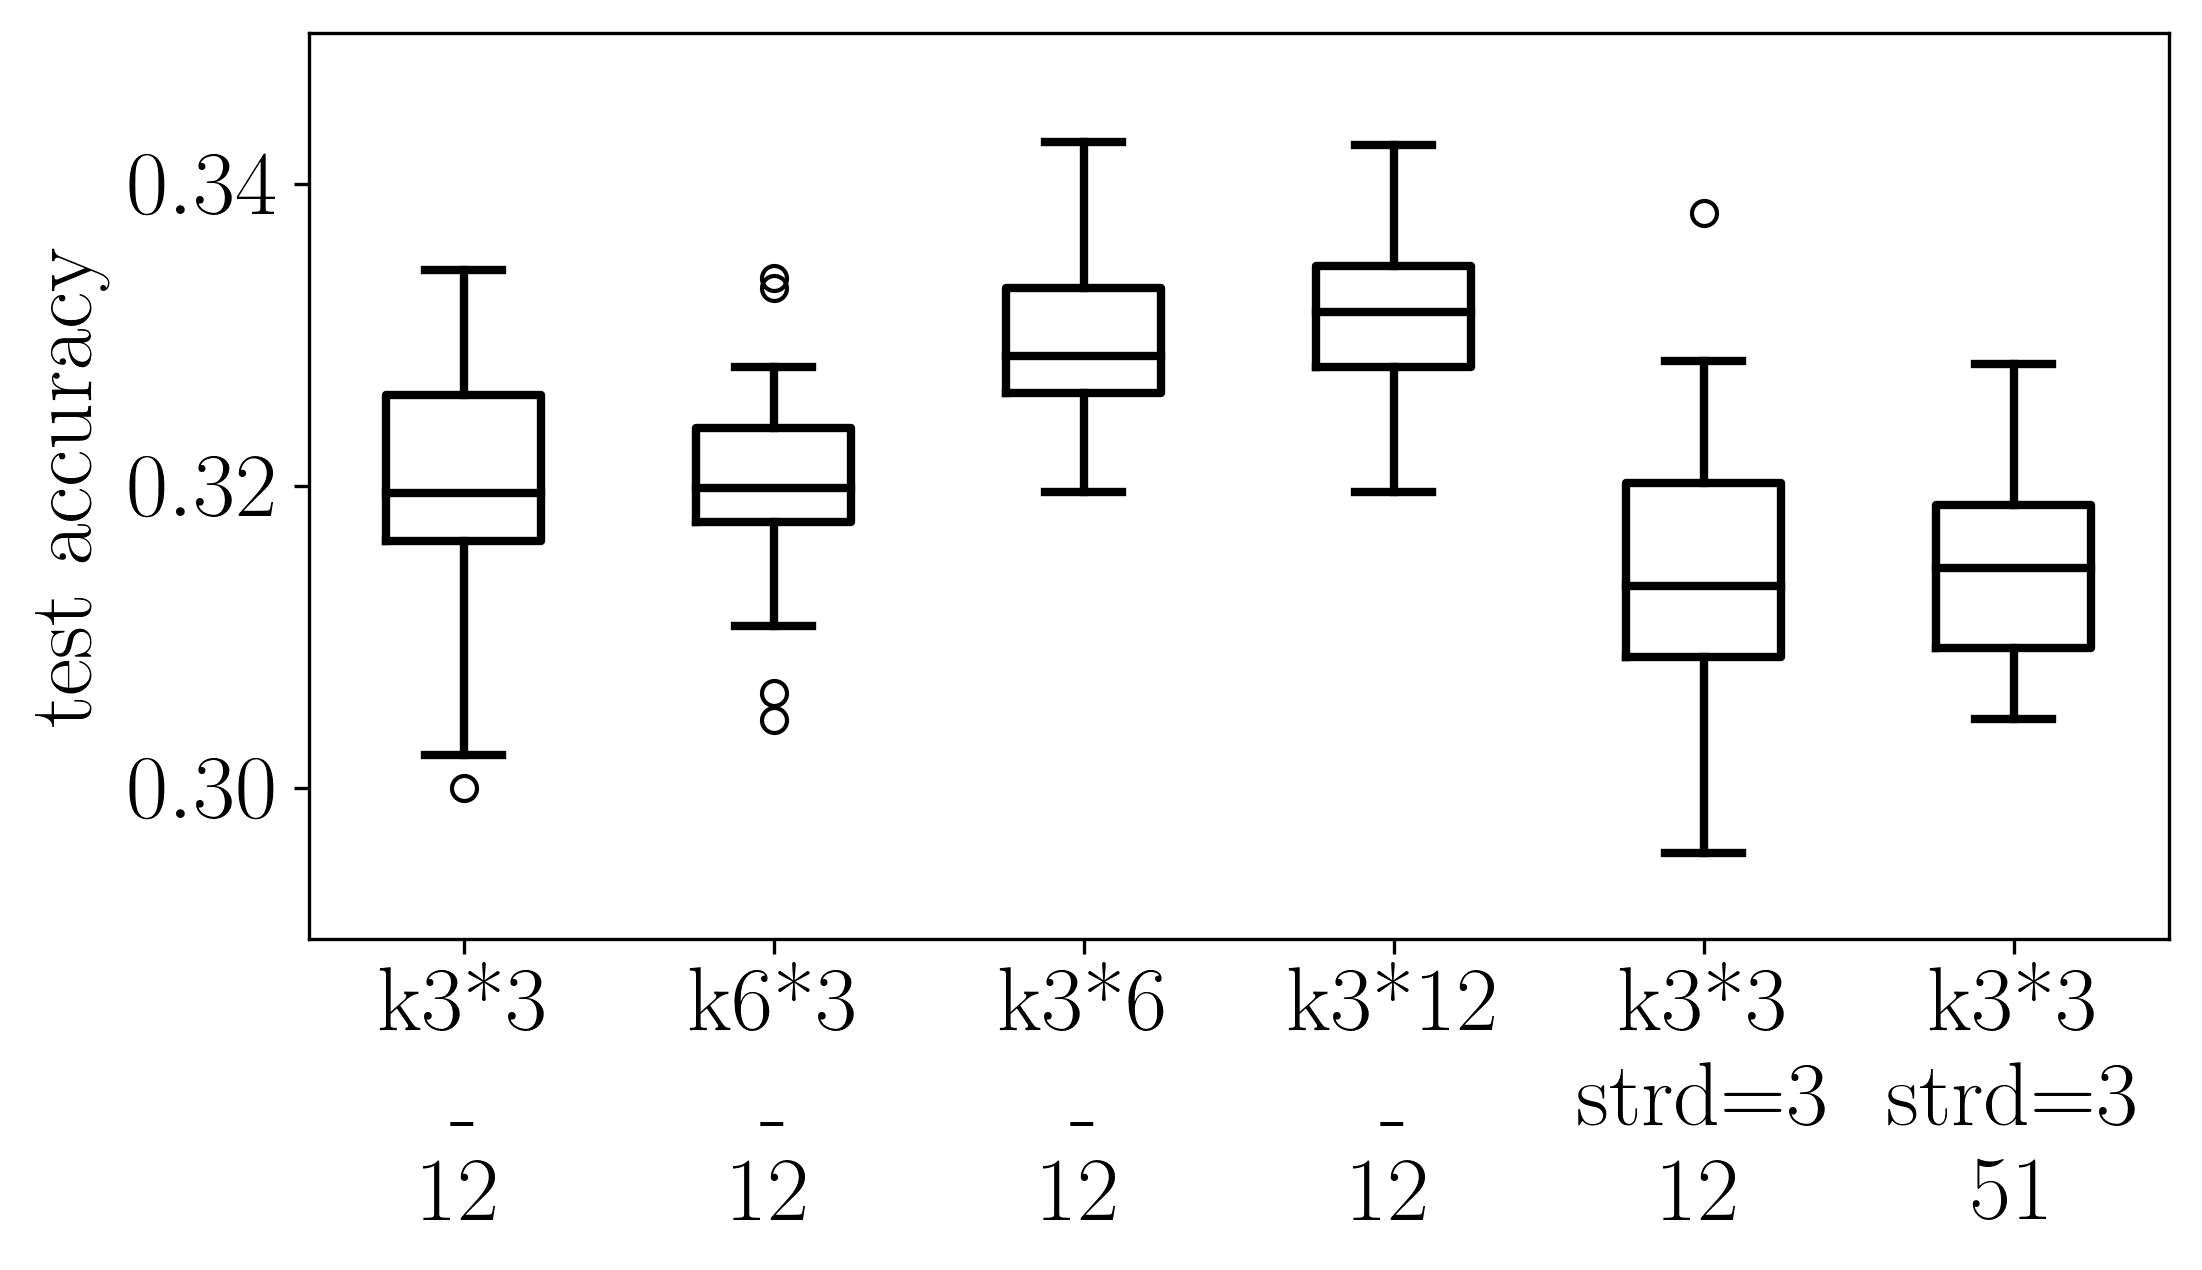 test accuracy
0.34
0.32
0.30
k3*3 k6*3 k3*6 k3*12 k3*3 k3*3
- - - - strd=3 strd=3
12 12 12 12 12 51